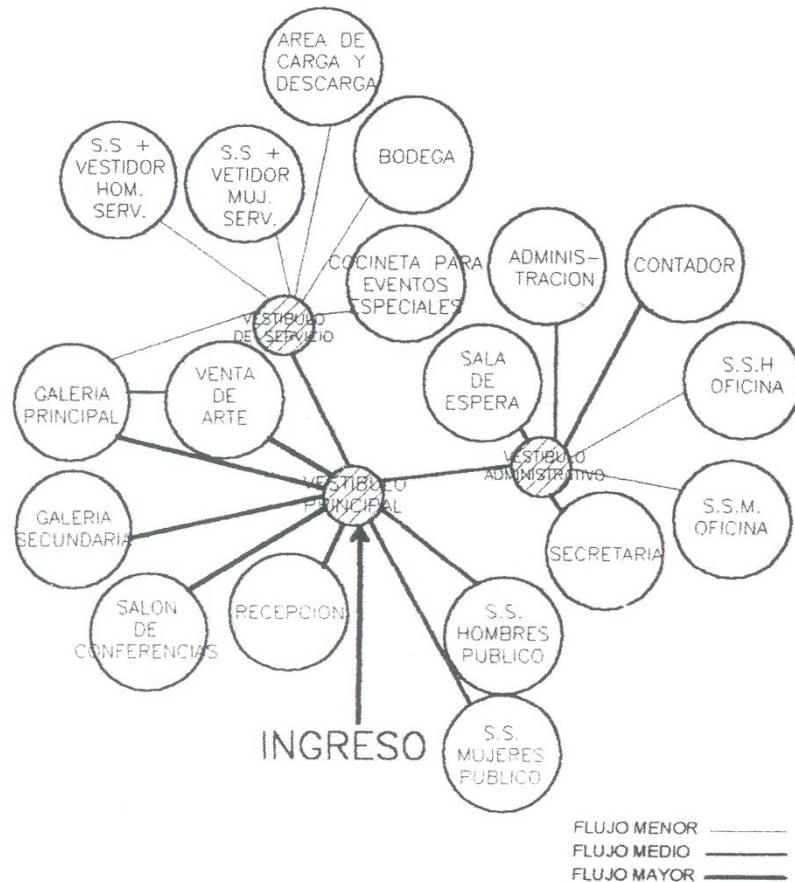 AREA DE
CARGA Y
DESCARGA
S.S +
VESTIDOR
HOM.
SERV.
S.S +
VETIDOR
MUJ.
SERV.
BODEGA
COCINETA PARA
EVENTOS
ESPECIALES
VESTIBULO
DE SERVICIO
ADMINIS-
TRACION
CONTADOR
GALERIA
PRINCIPAL
VENTA
DE
ARTE
SALA
DE
ESPERA
S.S.H
OFICINA
VESTIBULO
ADMINISTRATIVO
VESTIBULO
PRINCIPAL
GALERIA
SECUNDARIA
S.S.M.
OFICINA
SECRETARIA
SALON
DE
CONFERENCIAS
RECEPCION
S.S.
HOMBRES
PUBLICO
INGRESO
S.S.
MUJERES
PUBLICO
FLUJO MENOR
FLUJO MEDIO
FLUJO MAYOR